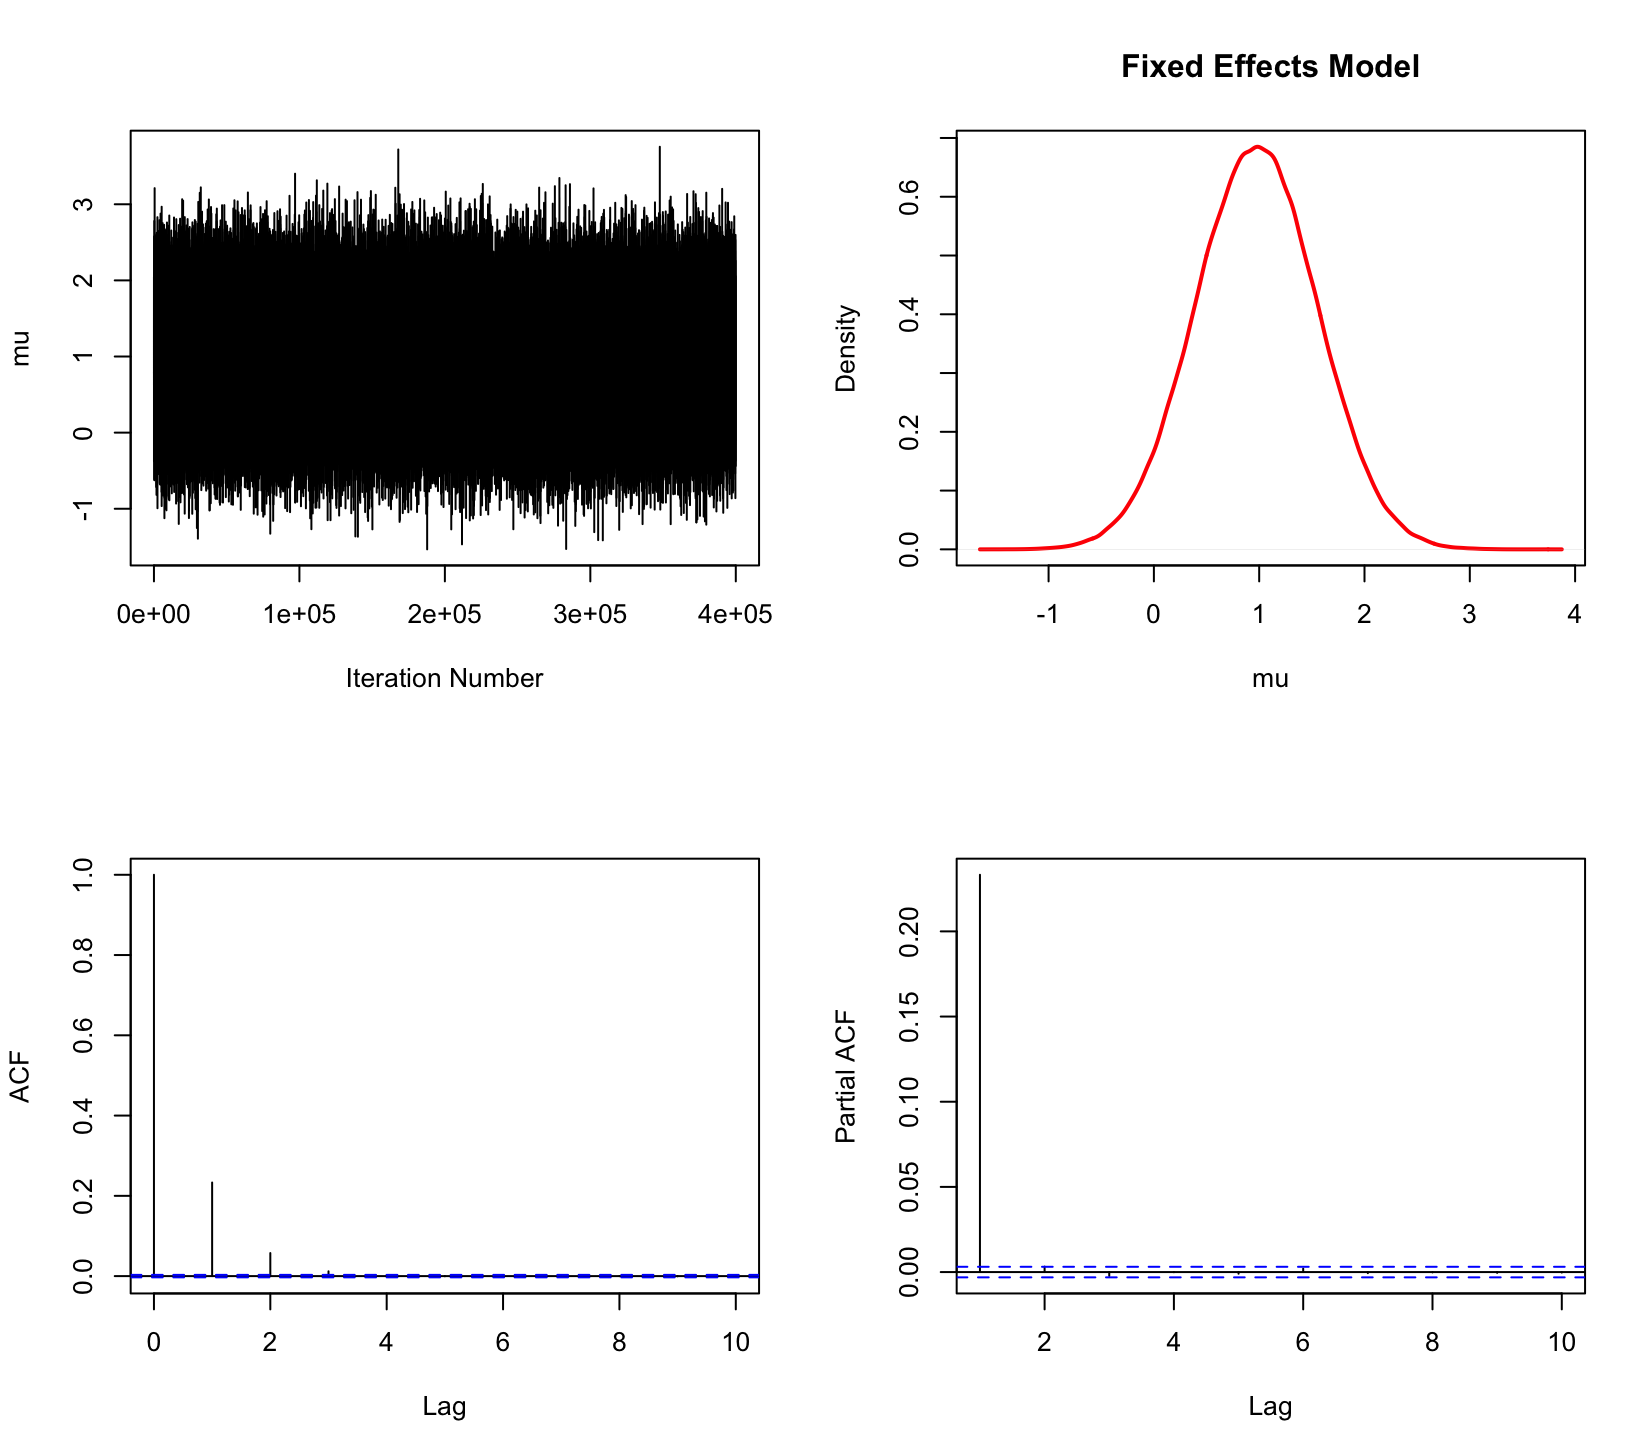 Fixed Effects Model
mu
3
2
1
0
-1
0e+00 1e+05 2e+05 3e+05 4e+05
Iteration Number
Density
0.6
0.4
0.2
0.0
-1 0 1 2 3 4
mu
ACF
1.0
0.8
0.6
0.4
0.2
0.0
0 2 4 6 8 10
Lag
Partial ACF
0.20
0.15
0.10
0.05
0.00
2 4 6 8 10
Lag